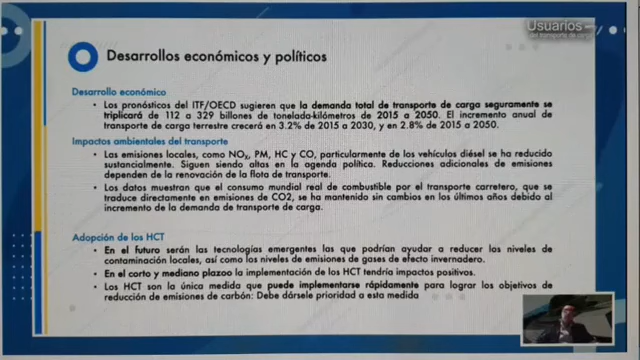 Usuarios
del transporte de carga
Desarrollos económicos y políticos
Desarrollo económico
• Los pronósticos del ITF/OECD sugieren que la demanda total de transporte de carga seguramente se
triplicará de 112 a 329 billones de tonelada-kilómetros de 2015 a 2050. El incremento anual de
transporte de carga terrestre crecerá en 3.2% de 2015 a 2030, y en 2.8% de 2015 a 2050.
Impactos ambientales del transporte
• Las emisiones locales, como NOx, PM, HC y CO, particularmente de los vehículos diésel se ha reducido
sustancialmente. Siguen siendo altas en la agenda política. Reducciones adicionales de emisiones
dependen de la renovación de la flota de transporte.
• Los datos muestran que el consumo mundial real de combustible por el transporte carretero, que se
traduce directamente en emisiones de CO2, se ha mantenido sin cambios en los últimos años debido al
incremento de la demanda de transporte de carga.
Adopción de los HCT
• En el futuro serán las tecnologías emergentes las que podrían ayudar a reducir los niveles de
contaminación locales, así como los niveles de emisiones de gases de efecto invernadero.
• En el corto y mediano plazoo la implementación de los HCT tendría impactos positivos.
• Los HCT son la única medida que puede implementarse rápidamente para lograr los objetivos de
reducción de emisiones de carbón: Debe dársele prioridad a esta medida